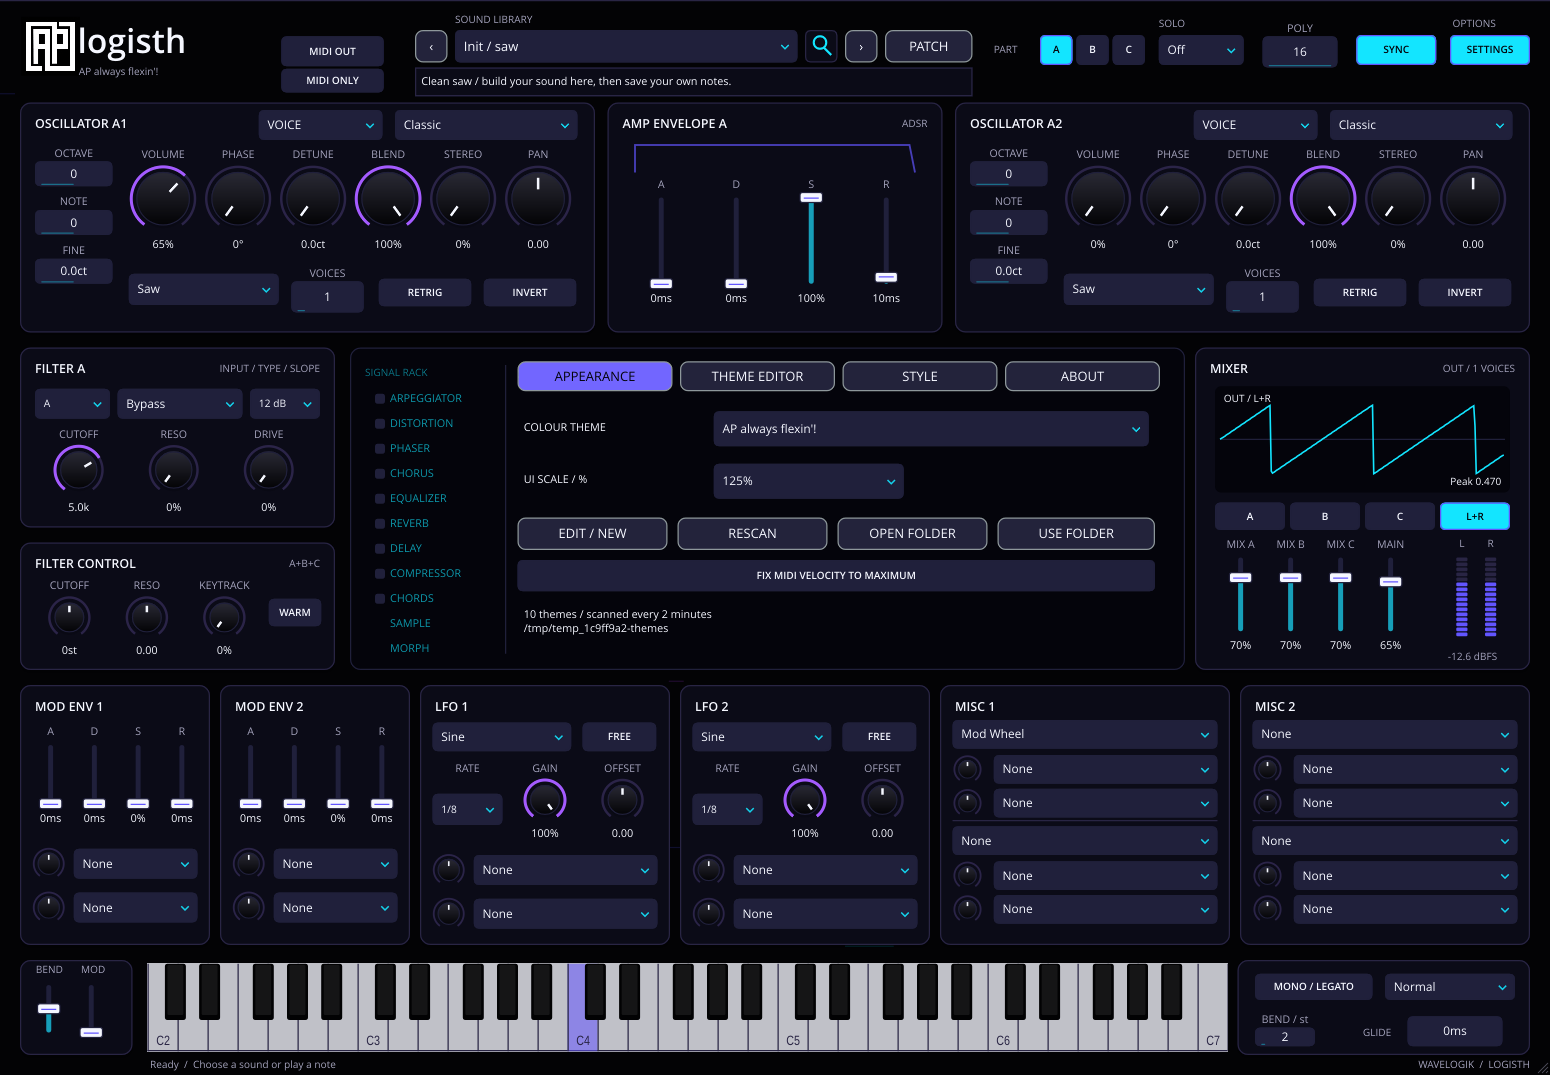 AP logisth
AP always flexin'!
MIDI OUT
MIDI ONLY
SOUND LIBRARY
‹ Init / saw › PATCH
Clean saw / build your sound here, then save your own notes.
PART A B C
SOLO
Off
POLY
16
SYNC
OPTIONS
SETTINGS
OSCILLATOR A1 VOICE Classic
OCTAVE VOLUME PHASE DETUNE BLEND STEREO PAN
0
NOTE
0
FINE
0.0ct
65% 0° 0.0ct 100% 0% 0.00
Saw
VOICES
1
RETRIG INVERT
AMP ENVELOPE A ADSR
A D S R
0ms 0ms 100% 10ms
OSCILLATOR A2 VOICE Classic
OCTAVE VOLUME PHASE DETUNE BLEND STEREO PAN
0
NOTE
0
FINE
0.0ct
0% 0° 0.0ct 100% 0% 0.00
Saw
VOICES
1
RETRIG INVERT
FILTER A INPUT / TYPE / SLOPE
A Bypass 12 dB
CUTOFF RESO DRIVE
5.0k 0% 0%
FILTER CONTROL A+B+C
CUTOFF RESO KEYTRACK
WARM
0st 0.00 0%
SIGNAL RACK
ARPEGGIATOR
DISTORTION
PHASER
CHORUS
EQUALIZER
REVERB
DELAY
COMPRESSOR
CHORDS
SAMPLE
MORPH
APPEARANCE THEME EDITOR STYLE ABOUT
COLOUR THEME AP always flexin'!
UI SCALE / % 125%
EDIT / NEW RESCAN OPEN FOLDER USE FOLDER
FIX MIDI VELOCITY TO MAXIMUM
10 themes / scanned every 2 minutes
/tmp/temp_1c9ff9a2-themes
MIXER OUT / 1 VOICES
OUT / L+R
Peak 0.470
A B C L+R
MIX A MIX B MIX C MAIN L R
70% 70% 70% 65%
-12.6 dBFS
MOD ENV 1
A D S R
0ms 0ms 0% 0ms
None
None
MOD ENV 2
A D S R
0ms 0ms 0% 0ms
None
None
LFO 1
Sine FREE
RATE GAIN OFFSET
1/8
100% 0.00
None
None
LFO 2
Sine FREE
RATE GAIN OFFSET
1/8
100% 0.00
None
None
MISC 1
Mod Wheel
None
None
None
None
None
MISC 2
None
None
None
None
None
None
BEND MOD
C2 C3 C4 C5 C6 C7
MONO / LEGATO Normal
BEND / st
2
GLIDE 0ms
Ready / Choose a sound or play a note
WAVELOGIK / LOGISTH